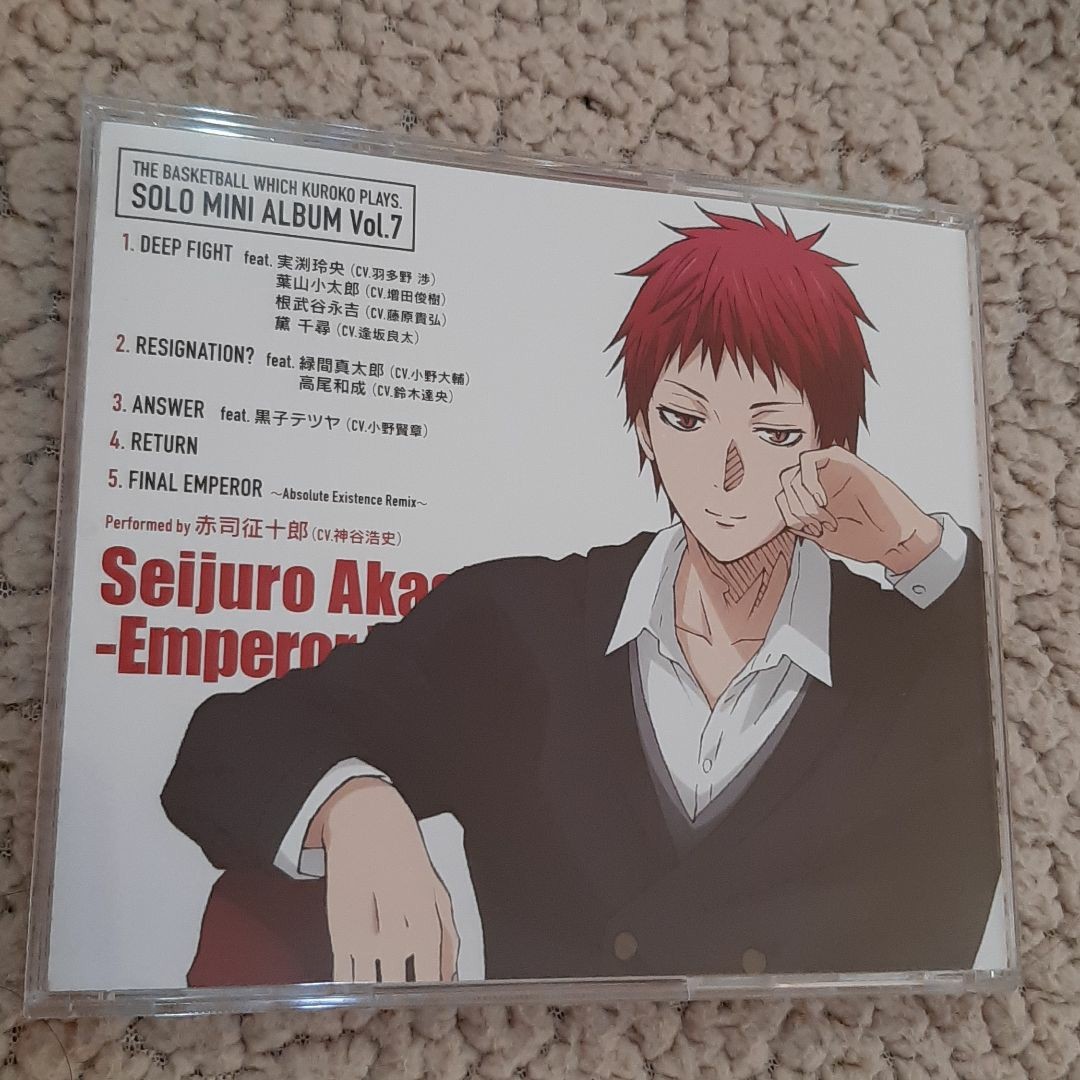 THE BASKETBALL WHICH KUROKO PLAYS.
SOLO MINI ALBUM Vol.7
1. DEEP FIGHT feat. 実渕玲央 (CV.羽多野 渉)
葉山小太郎 (CV.増田俊樹)
根武谷永吉 (CV.藤原貴弘)
黛 千尋 (CV.逢坂良太)
2. RESIGNATION? feat. 緑間真太郎 (CV.小野大輔)
高尾和成 (CV.鈴木達央)
3. ANSWER feat. 黒子テツヤ (CV.小野賢章)
4. RETURN
5. FINAL EMPEROR ～Absolute Existence Remix～
Performed by 赤司征十郎 (CV.神谷浩史)
Seijuro Aka
-Emperor